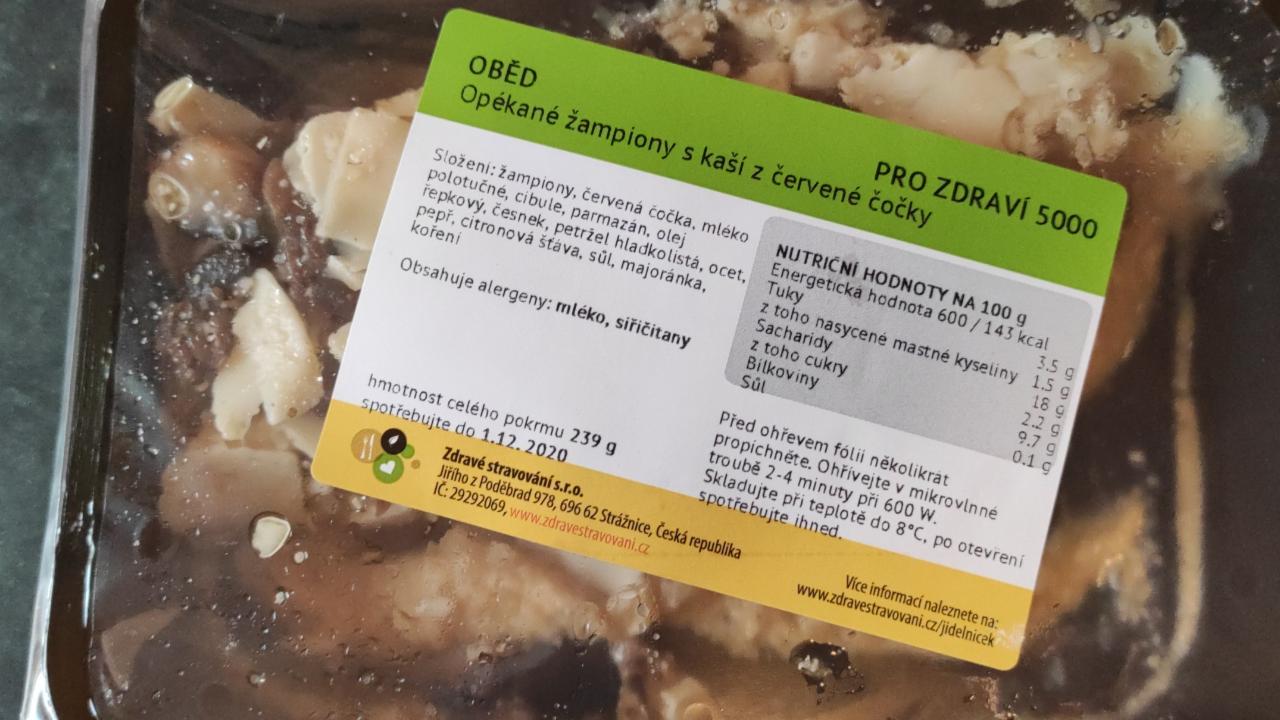 OBĚD
Opékané žampiony s kaší z červené čočky
PRO ZDRAVÍ 5000
Složení: žampiony, červená čočka, mléko
polotučné, cibule, parmazán, olej
řepkový, česnek, petržel hladkolistá, ocet,
pepř, citronová šťáva, sůl, majoránka,
koření
Obsahuje alergeny: mléko, siřičitany
hmotnost celého pokrmu 239 g
spotřebujte do 1.12. 2020
NUTRIČNÍ HODNOTY NA 100 g
Energetická hodnota 600 / 143 kcal
Tuky 3.5 g
z toho nasycené mastné kyseliny 1.5 g
Sacharidy 18 g
z toho cukry 2.2 g
Bílkoviny 9.7 g
Sůl 0.1 g
Před ohřevem fólii několikrát
propichněte. Ohřívejte v mikrovlnné
troubě 2-4 minuty při 600 W.
Skladujte při teplotě do 8°C, po otevření
spotřebujte ihned.
Zdravé stravování s.r.o.
Jiřího z Poděbrad 978, 696 62 Strážnice, Česká republika
IČ: 29292069, www.zdravestravovani.cz
Více informací naleznete na:
www.zdravestravovani.cz/jidelnicek